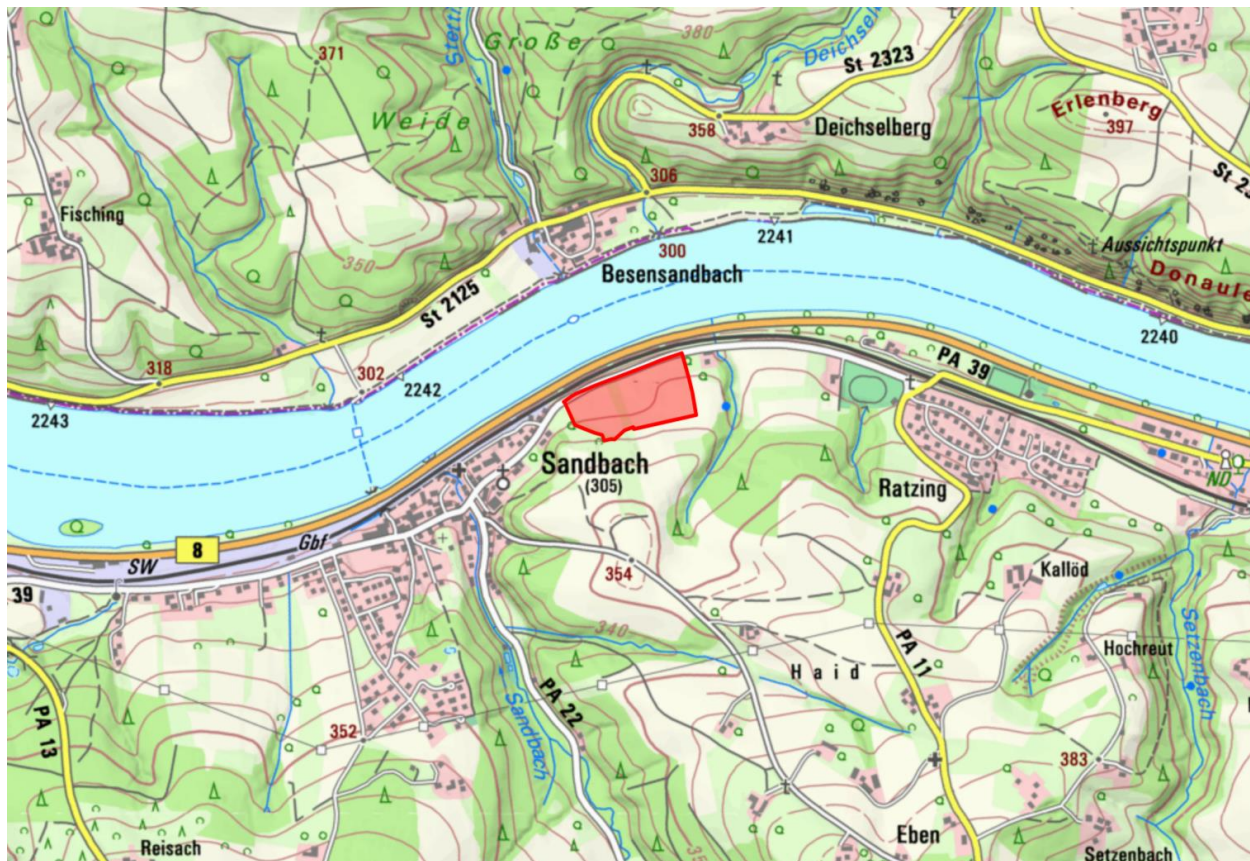 371
Große
380
Deichsel
St 2323
Weide
358
Deichselberg
Erlenberg
397
Fisching
306
350
300
2241
Aussichtspunkt
Besensandbach
St 2125
2240
318
302
2242
PA 39
2243
Sandbach
(305)
Ratzing
ND
8
Gbf
SW
354
Kallöd
39
340
Setzenbach
Haid
PA 11
Hochreut
Sandbach
PA 22
PA 13
352
383
Eben
Reisach
Setzenbach